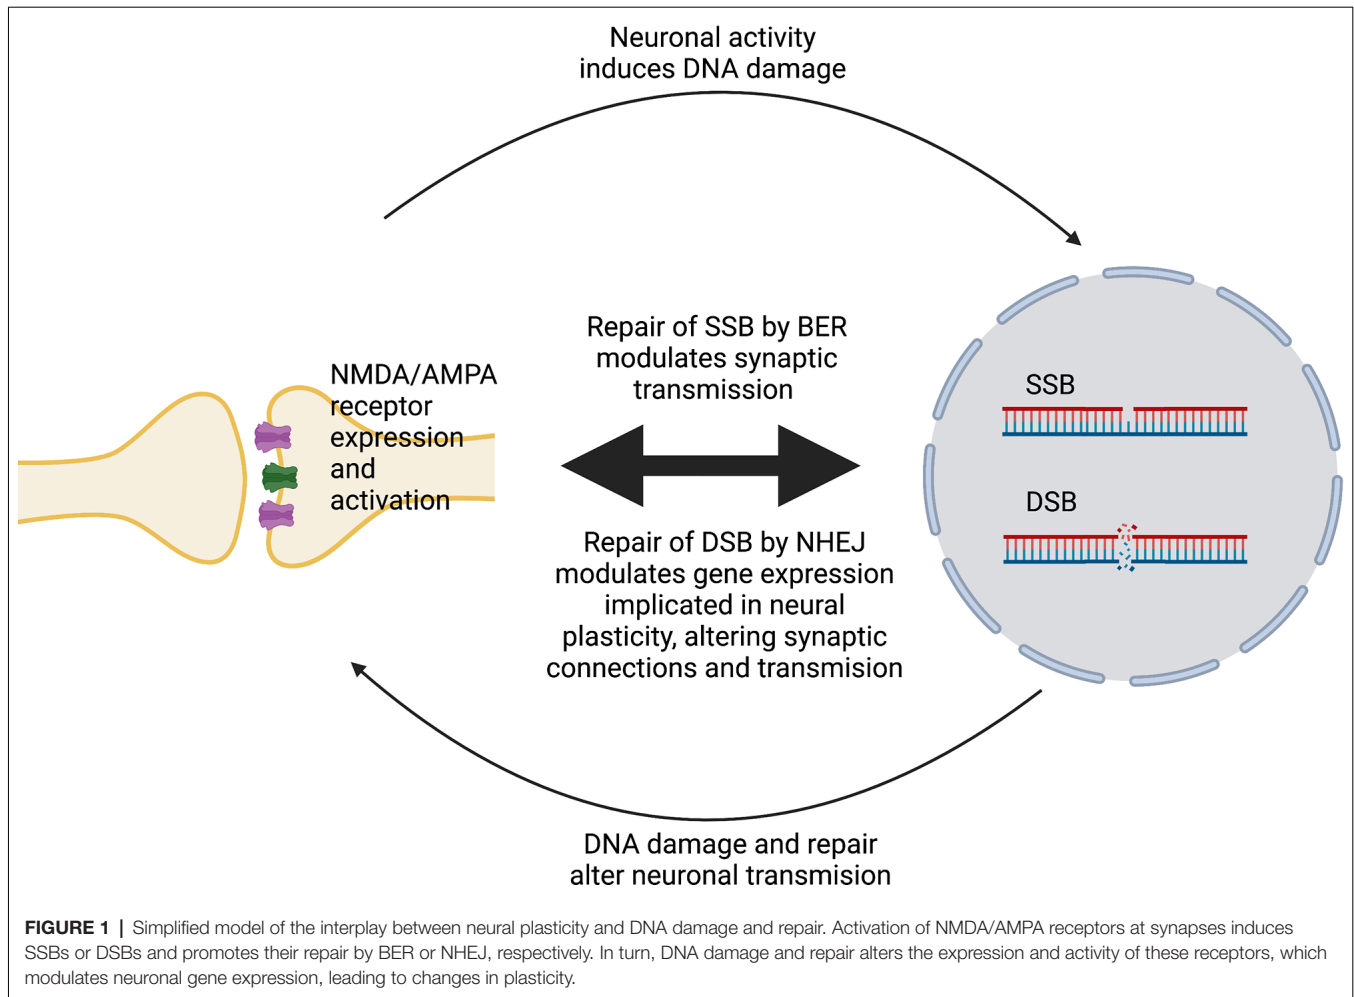 Neuronal activity
induces DNA damage
Repair of SSB by BER
modulates synaptic
transmission
NMDA/AMPA
receptor
expression
and
activation
SSB
DSB
Repair of DSB by NHEJ
modulates gene expression
implicated in neural
plasticity, altering synaptic
connections and transmision
DNA damage and repair
alter neuronal transmision
FIGURE 1 | Simplified model of the interplay between neural plasticity and DNA damage and repair. Activation of NMDA/AMPA receptors at synapses induces
SSBs or DSBs and promotes their repair by BER or NHEJ, respectively. In turn, DNA damage and repair alters the expression and activity of these receptors, which
modulates neuronal gene expression, leading to changes in plasticity.